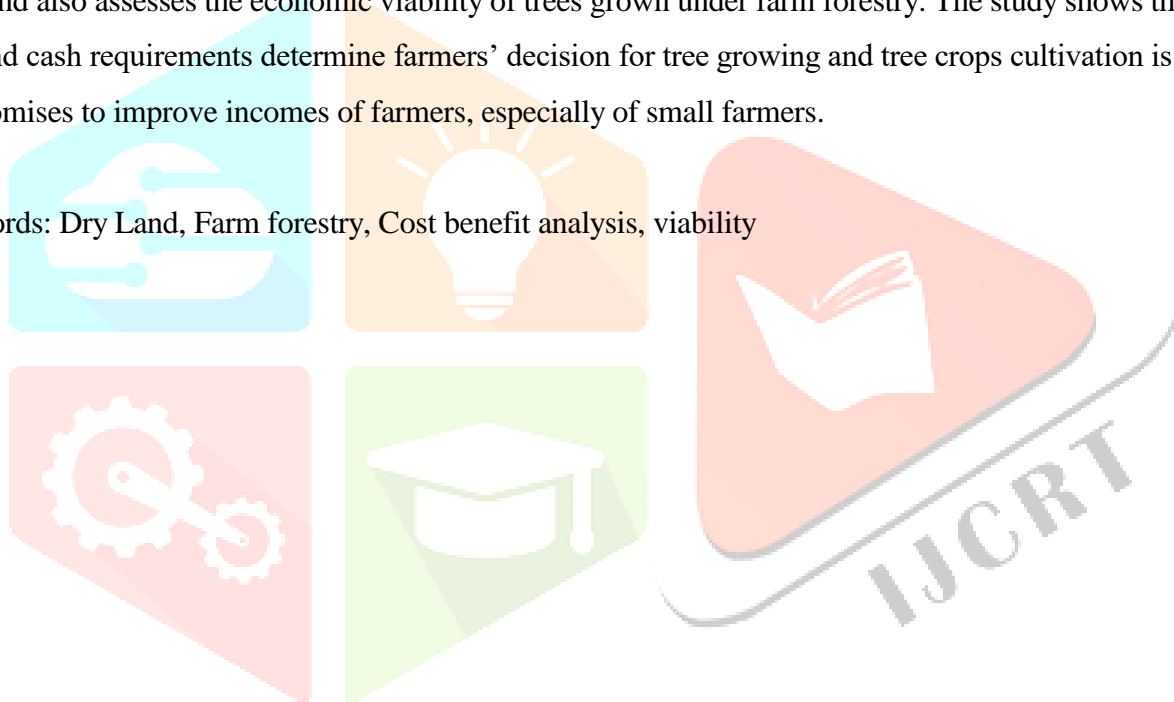 nd also assesses the economic viability of trees grown under farm forestry. The study shows th
nd cash requirements determine farmers’ decision for tree growing and tree crops cultivation is
omises to improve incomes of farmers, especially of small farmers.
ords: Dry Land, Farm forestry, Cost benefit analysis, viability
IJCRT